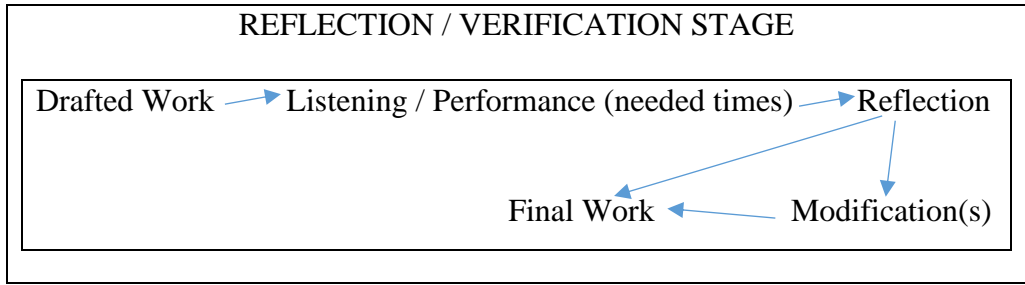 REFLECTION / VERIFICATION STAGE
Drafted Work Listening / Performance (needed times) Reflection
Final Work Modification(s)